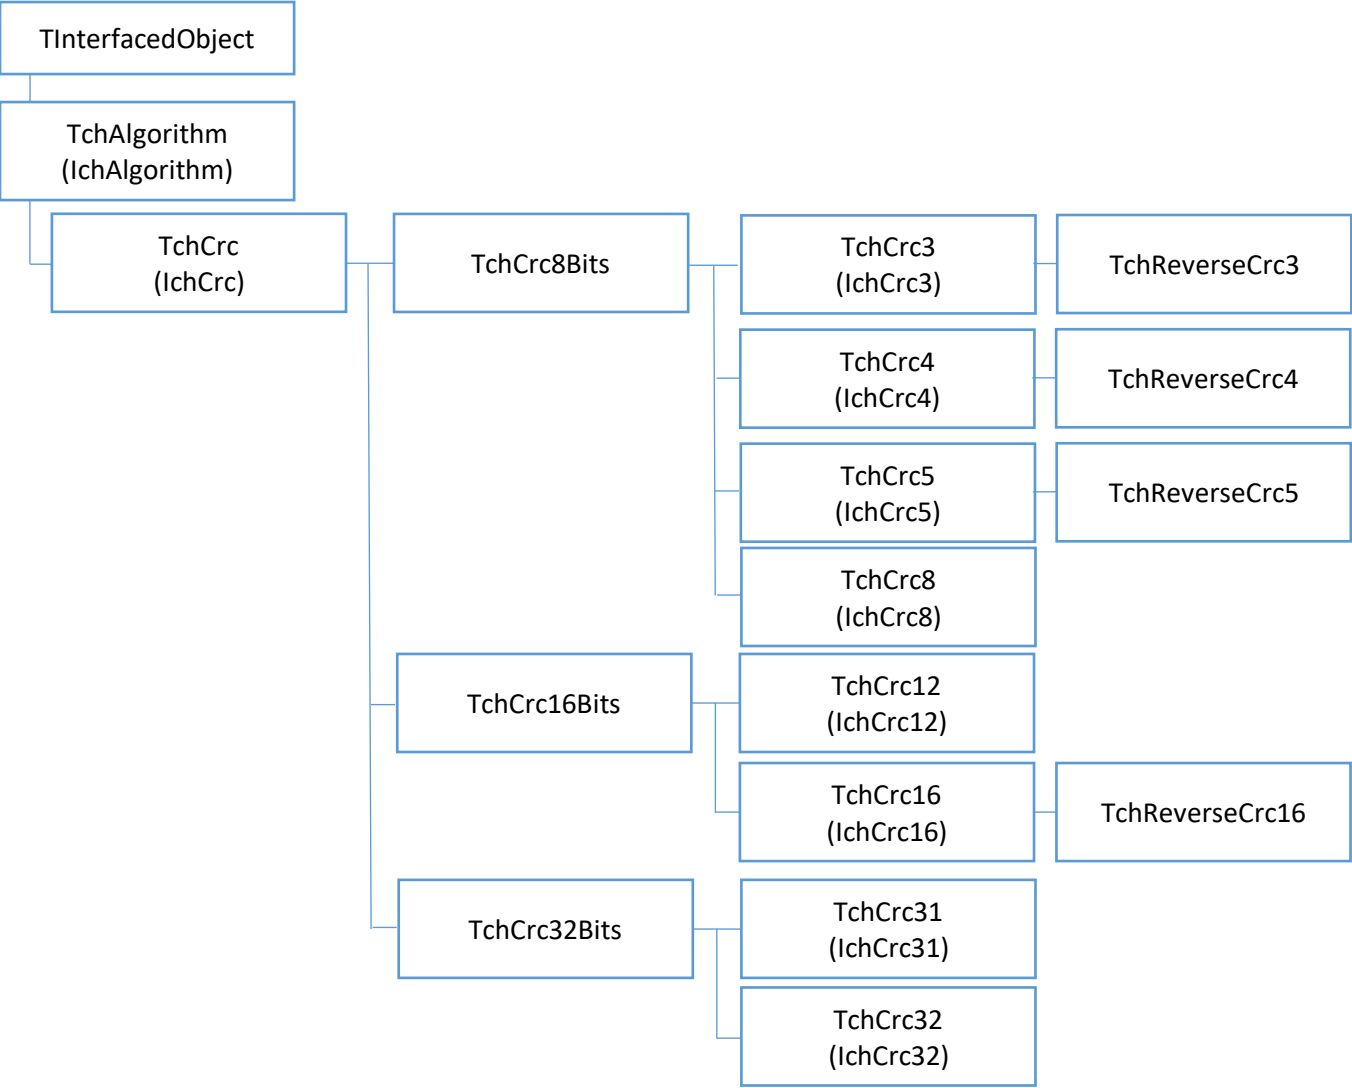 TInterfacedObject
TchAlgorithm
(IchAlgorithm)
TchCrc
(IchCrc)
TchCrc8Bits
TchCrc3
(IchCrc3)
TchReverseCrc3
TchCrc4
(IchCrc4)
TchReverseCrc4
TchCrc5
(IchCrc5)
TchReverseCrc5
TchCrc8
(IchCrc8)
TchCrc16Bits
TchCrc12
(IchCrc12)
TchCrc16
(IchCrc16)
TchReverseCrc16
TchCrc32Bits
TchCrc31
(IchCrc31)
TchCrc32
(IchCrc32)